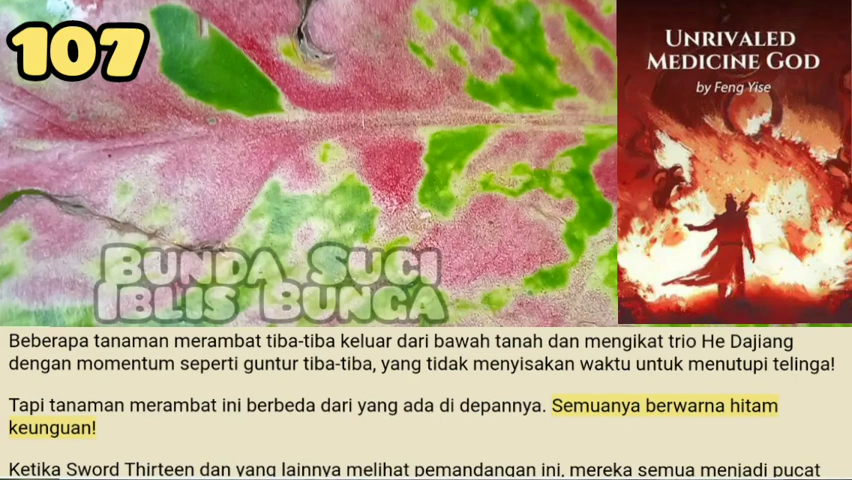 107
UNRIVALED
MEDICINE GOD
by Feng Yise
BUNDA SUCI
IBLIS BUNGA
Beberapa tanaman merambat tiba-tiba keluar dari bawah tanah dan mengikat trio He Dajiang
dengan momentum seperti guntur tiba-tiba, yang tidak menyisakan waktu untuk menutupi telinga!
Tapi tanaman merambat ini berbeda dari yang ada di depannya. Semuanya berwarna hitam
keunguan!
Ketika Sword Thirteen dan yang lainnya melihat pemandangan ini, mereka semua menjadi pucat